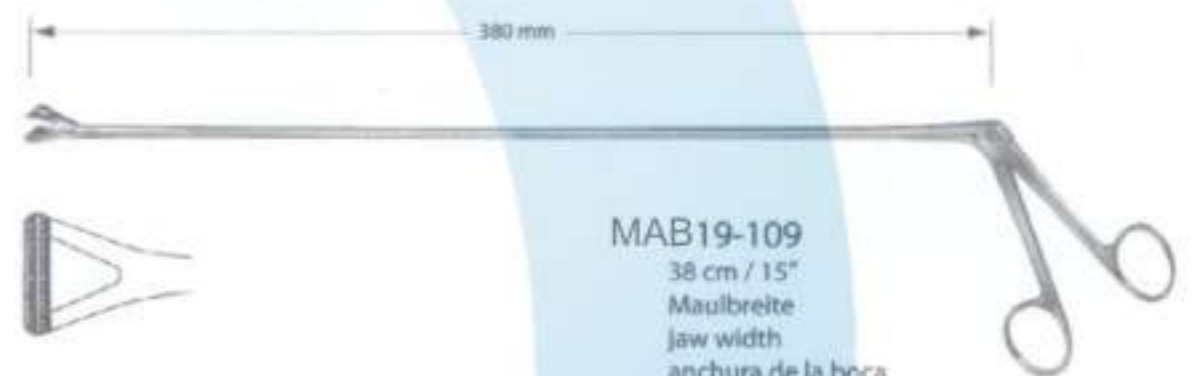 380 mm
MAB19-109
38 cm / 15"
Maulbreite
jaw width
anchura de la boca